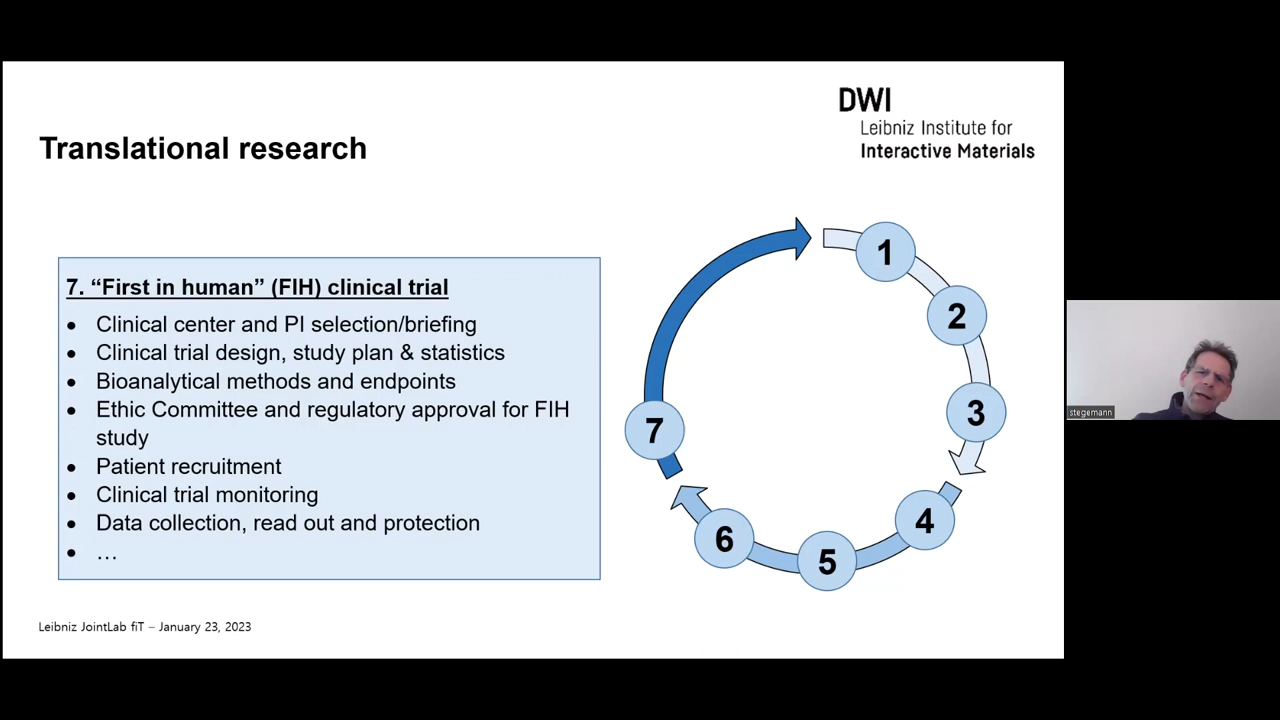 DWI
Leibniz Institute for
Interactive Materials
Translational research
7. “First in human” (FIH) clinical trial
• Clinical center and PI selection/briefing
• Clinical trial design, study plan & statistics
• Bioanalytical methods and endpoints
• Ethic Committee and regulatory approval for FIH
study
• Patient recruitment
• Clinical trial monitoring
• Data collection, read out and protection
• …
1
2
3
4
5
6
7
stegemann
Leibniz JointLab fiT – January 23, 2023